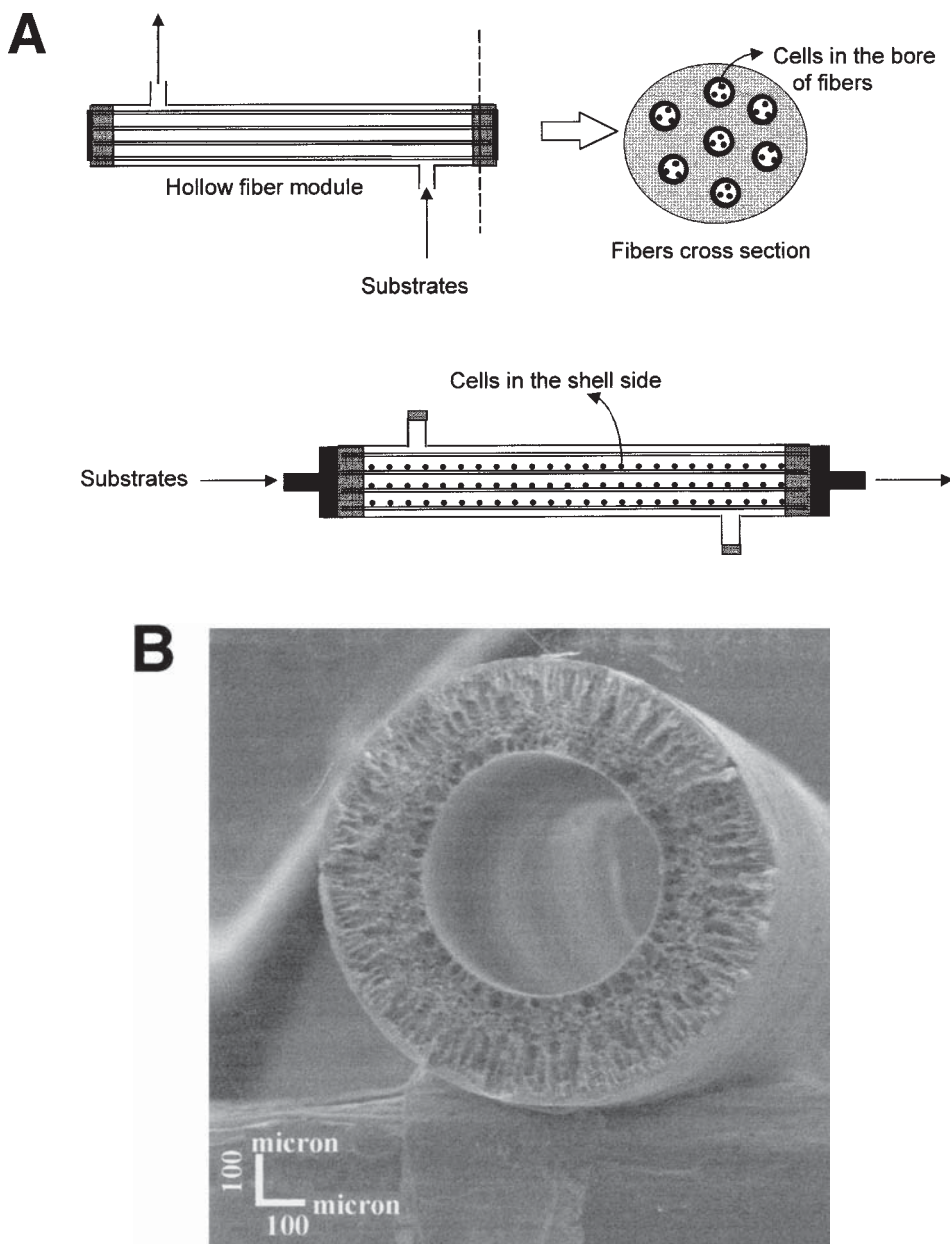 A
Cells in the bore
of fibers
Hollow fiber module
Substrates
Fibers cross section
Cells in the shell side
Substrates
B
100
micron
micron
100